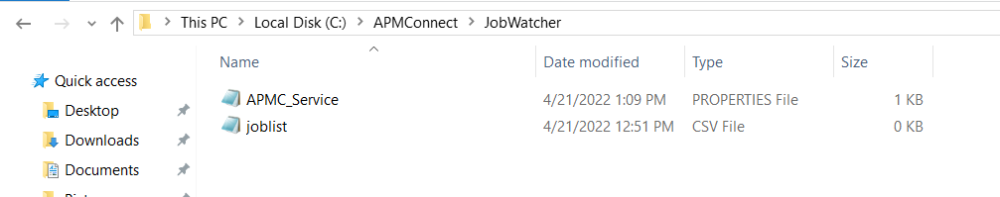 This PC > Local Disk (C:) > APMConnect > JobWatcher
Name Date modified Type Size
Quick access
APMC_Service 4/21/2022 1:09 PM PROPERTIES File 1 KB
Desktop
joblist 4/21/2022 12:51 PM CSV File 0 KB
Downloads
Documents